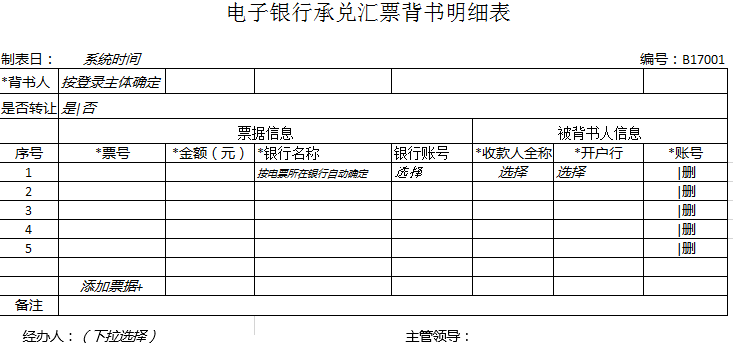 电子银行承兑汇票背书明细表
制表日： 系统时间 编号：B17001
*背书人 按登录主体确定
是否转让 是|否
票据信息 被背书人信息
序号 *票号 *金额（元） *银行名称 银行账号 *收款人全称 *开户行 *账号
1 按电票所在银行自动确定 选择 选择 选择 |删
2 |删
3 |删
4 |删
5 |删
添加票据+
备注
经办人：（下拉选择） 主管领导：